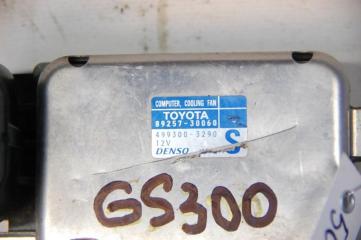 COMPUTER, COOLING FAN
TOYOTA
89257-30060
499300-3290
12V
DENSO
S
GS300